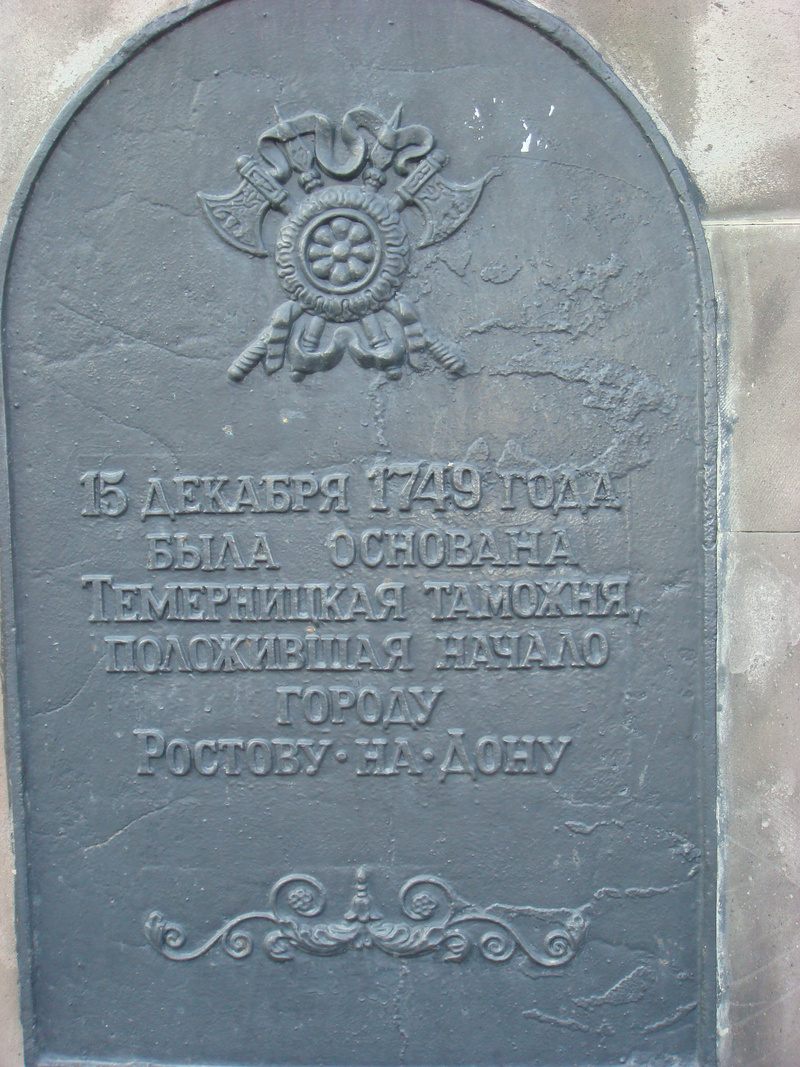 15 ДЕКАБРЯ 1749 ГОДА
БЫЛА ОСНОВАНА
ТЕМЕРНИЦКАЯ ТАМОЖНЯ,
ПОЛОЖИВШАЯ НАЧАЛО
ГОРОДУ
РОСТОВУ·НА·ДОНУ